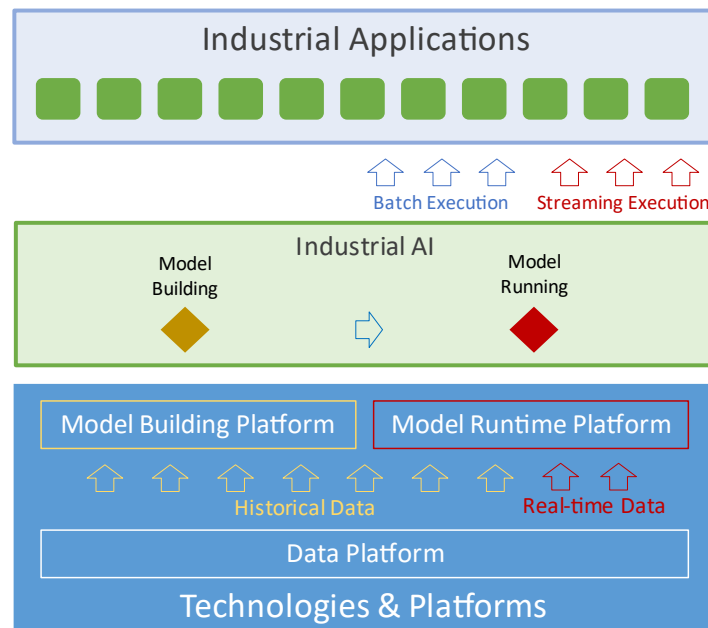 Industrial Applications
Batch Execution
Streaming Execution
Industrial AI
Model
Building
Model
Running
Model Building Platform
Model Runtime Platform
Historical Data
Real-time Data
Data Platform
Technologies & Platforms